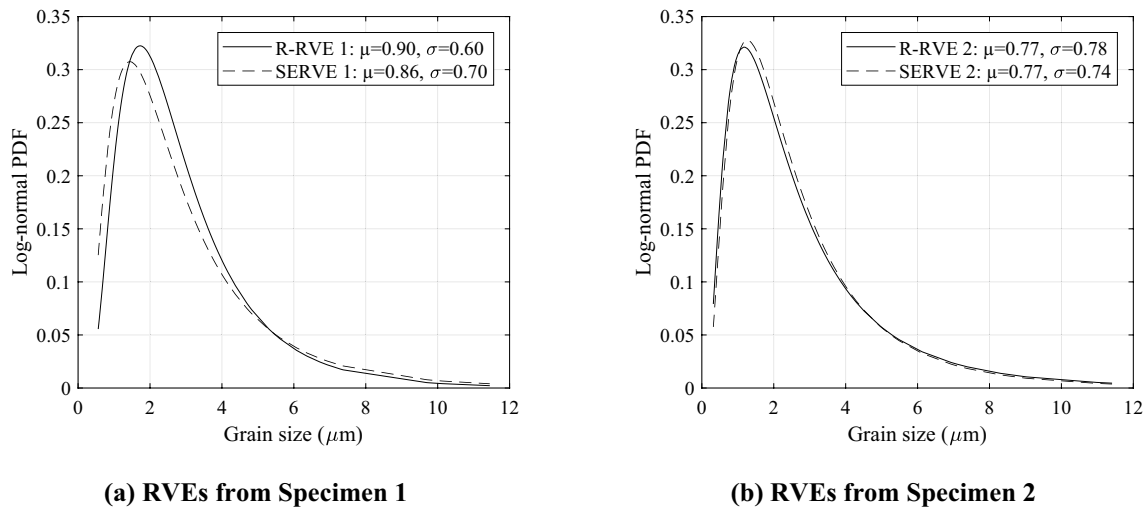 0.35
0.3
0.25
0.2
0.15
0.1
0.05
0
0 2 4 6 8 10 12
Log-normal PDF
Grain size (μm)
R-RVE 1: μ=0.90, σ=0.60
SERVE 1: μ=0.86, σ=0.70
(a) RVEs from Specimen 1
0.35
0.3
0.25
0.2
0.15
0.1
0.05
0
0 2 4 6 8 10 12
Log-normal PDF
Grain size (μm)
R-RVE 2: μ=0.77, σ=0.78
SERVE 2: μ=0.77, σ=0.74
(b) RVEs from Specimen 2